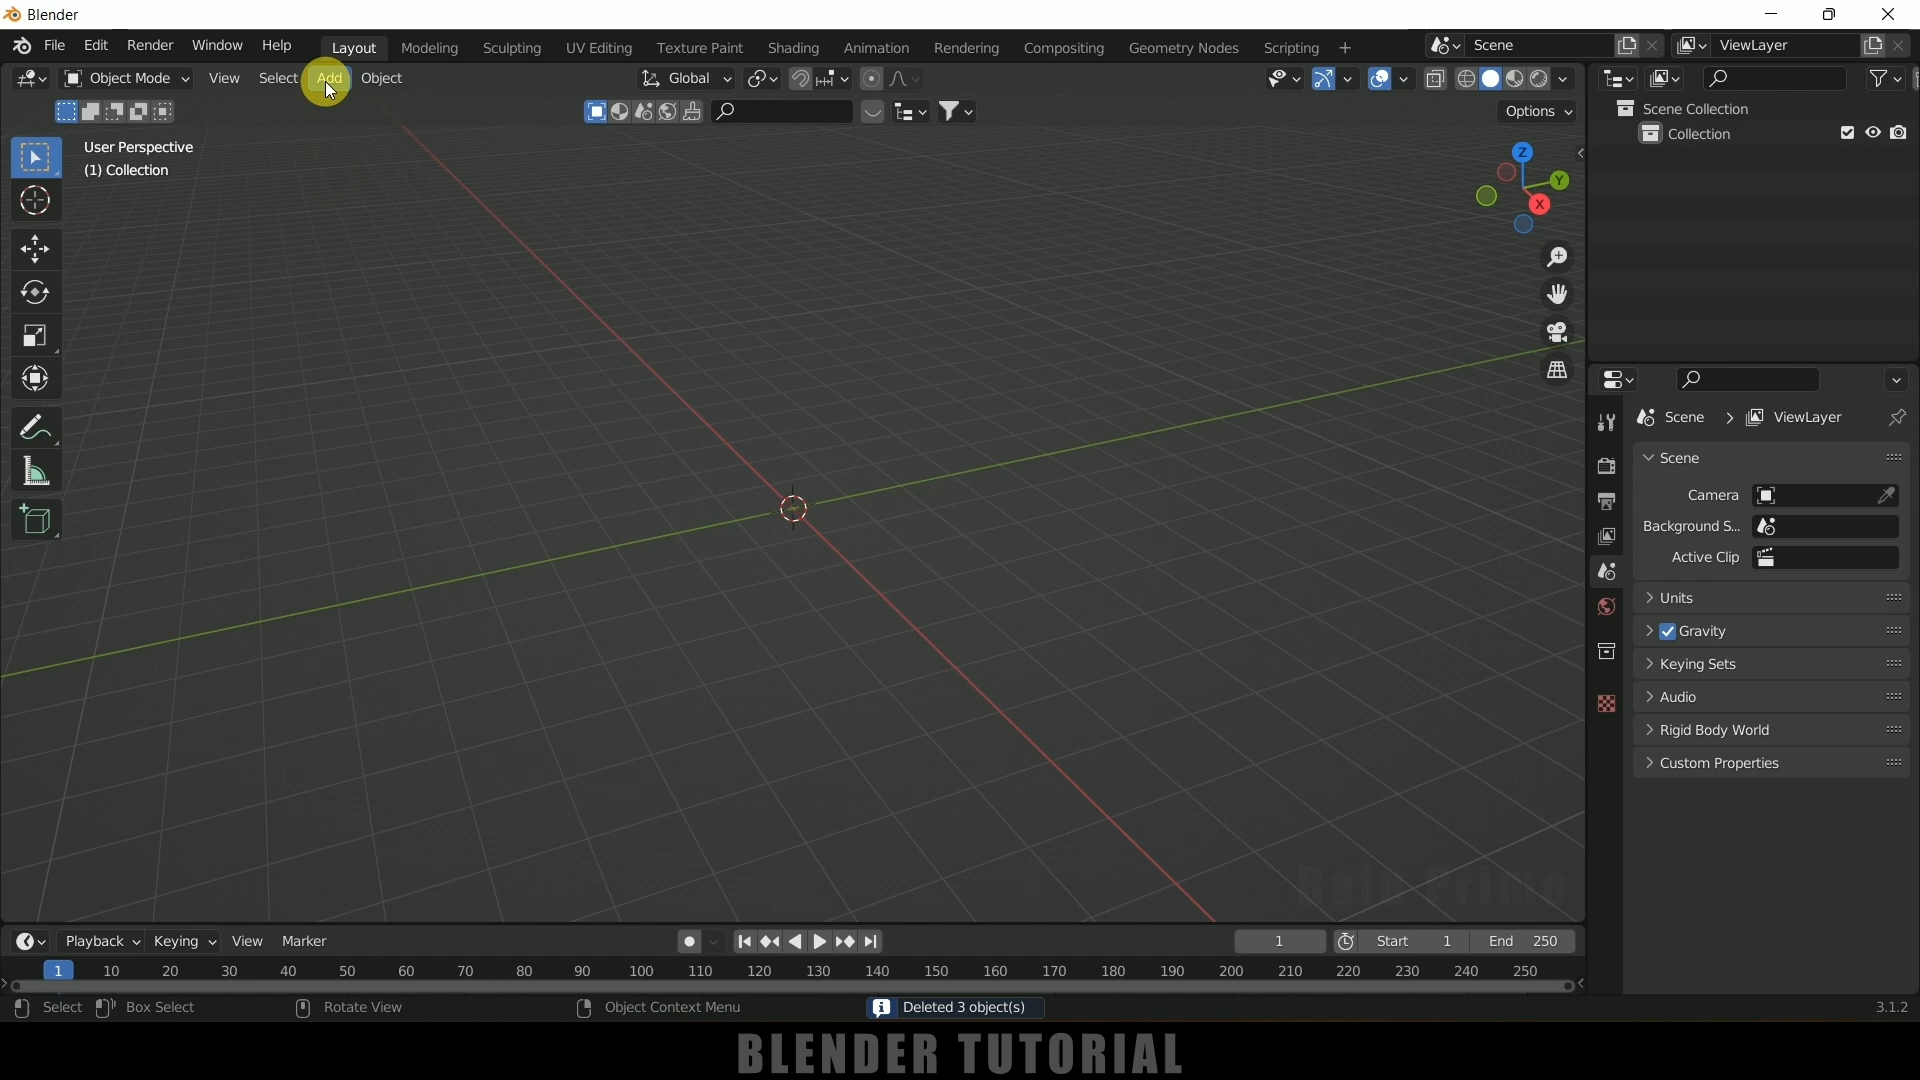 Blender
File Edit Render Window Help Layout Modeling Sculpting UV Editing Texture Paint Shading Animation Rendering Compositing Geometry Nodes Scripting + Scene ViewLayer
Object Mode View Select Add Object Global
Options
User Perspective
(1) Collection
Z
Y
X
Scene Collection
Collection
Scene > ViewLayer
Scene
Camera
Background S...
Active Clip
Units
Gravity
Keying Sets
Audio
Rigid Body World
Custom Properties
Balu Prime
Playback Keying View Marker 1 Start 1 End 250
1 10 20 30 40 50 60 70 80 90 100 110 120 130 140 150 160 170 180 190 200 210 220 230 240 250
Select Box Select Rotate View Object Context Menu Deleted 3 object(s) 3.1.2
BLENDER TUTORIAL